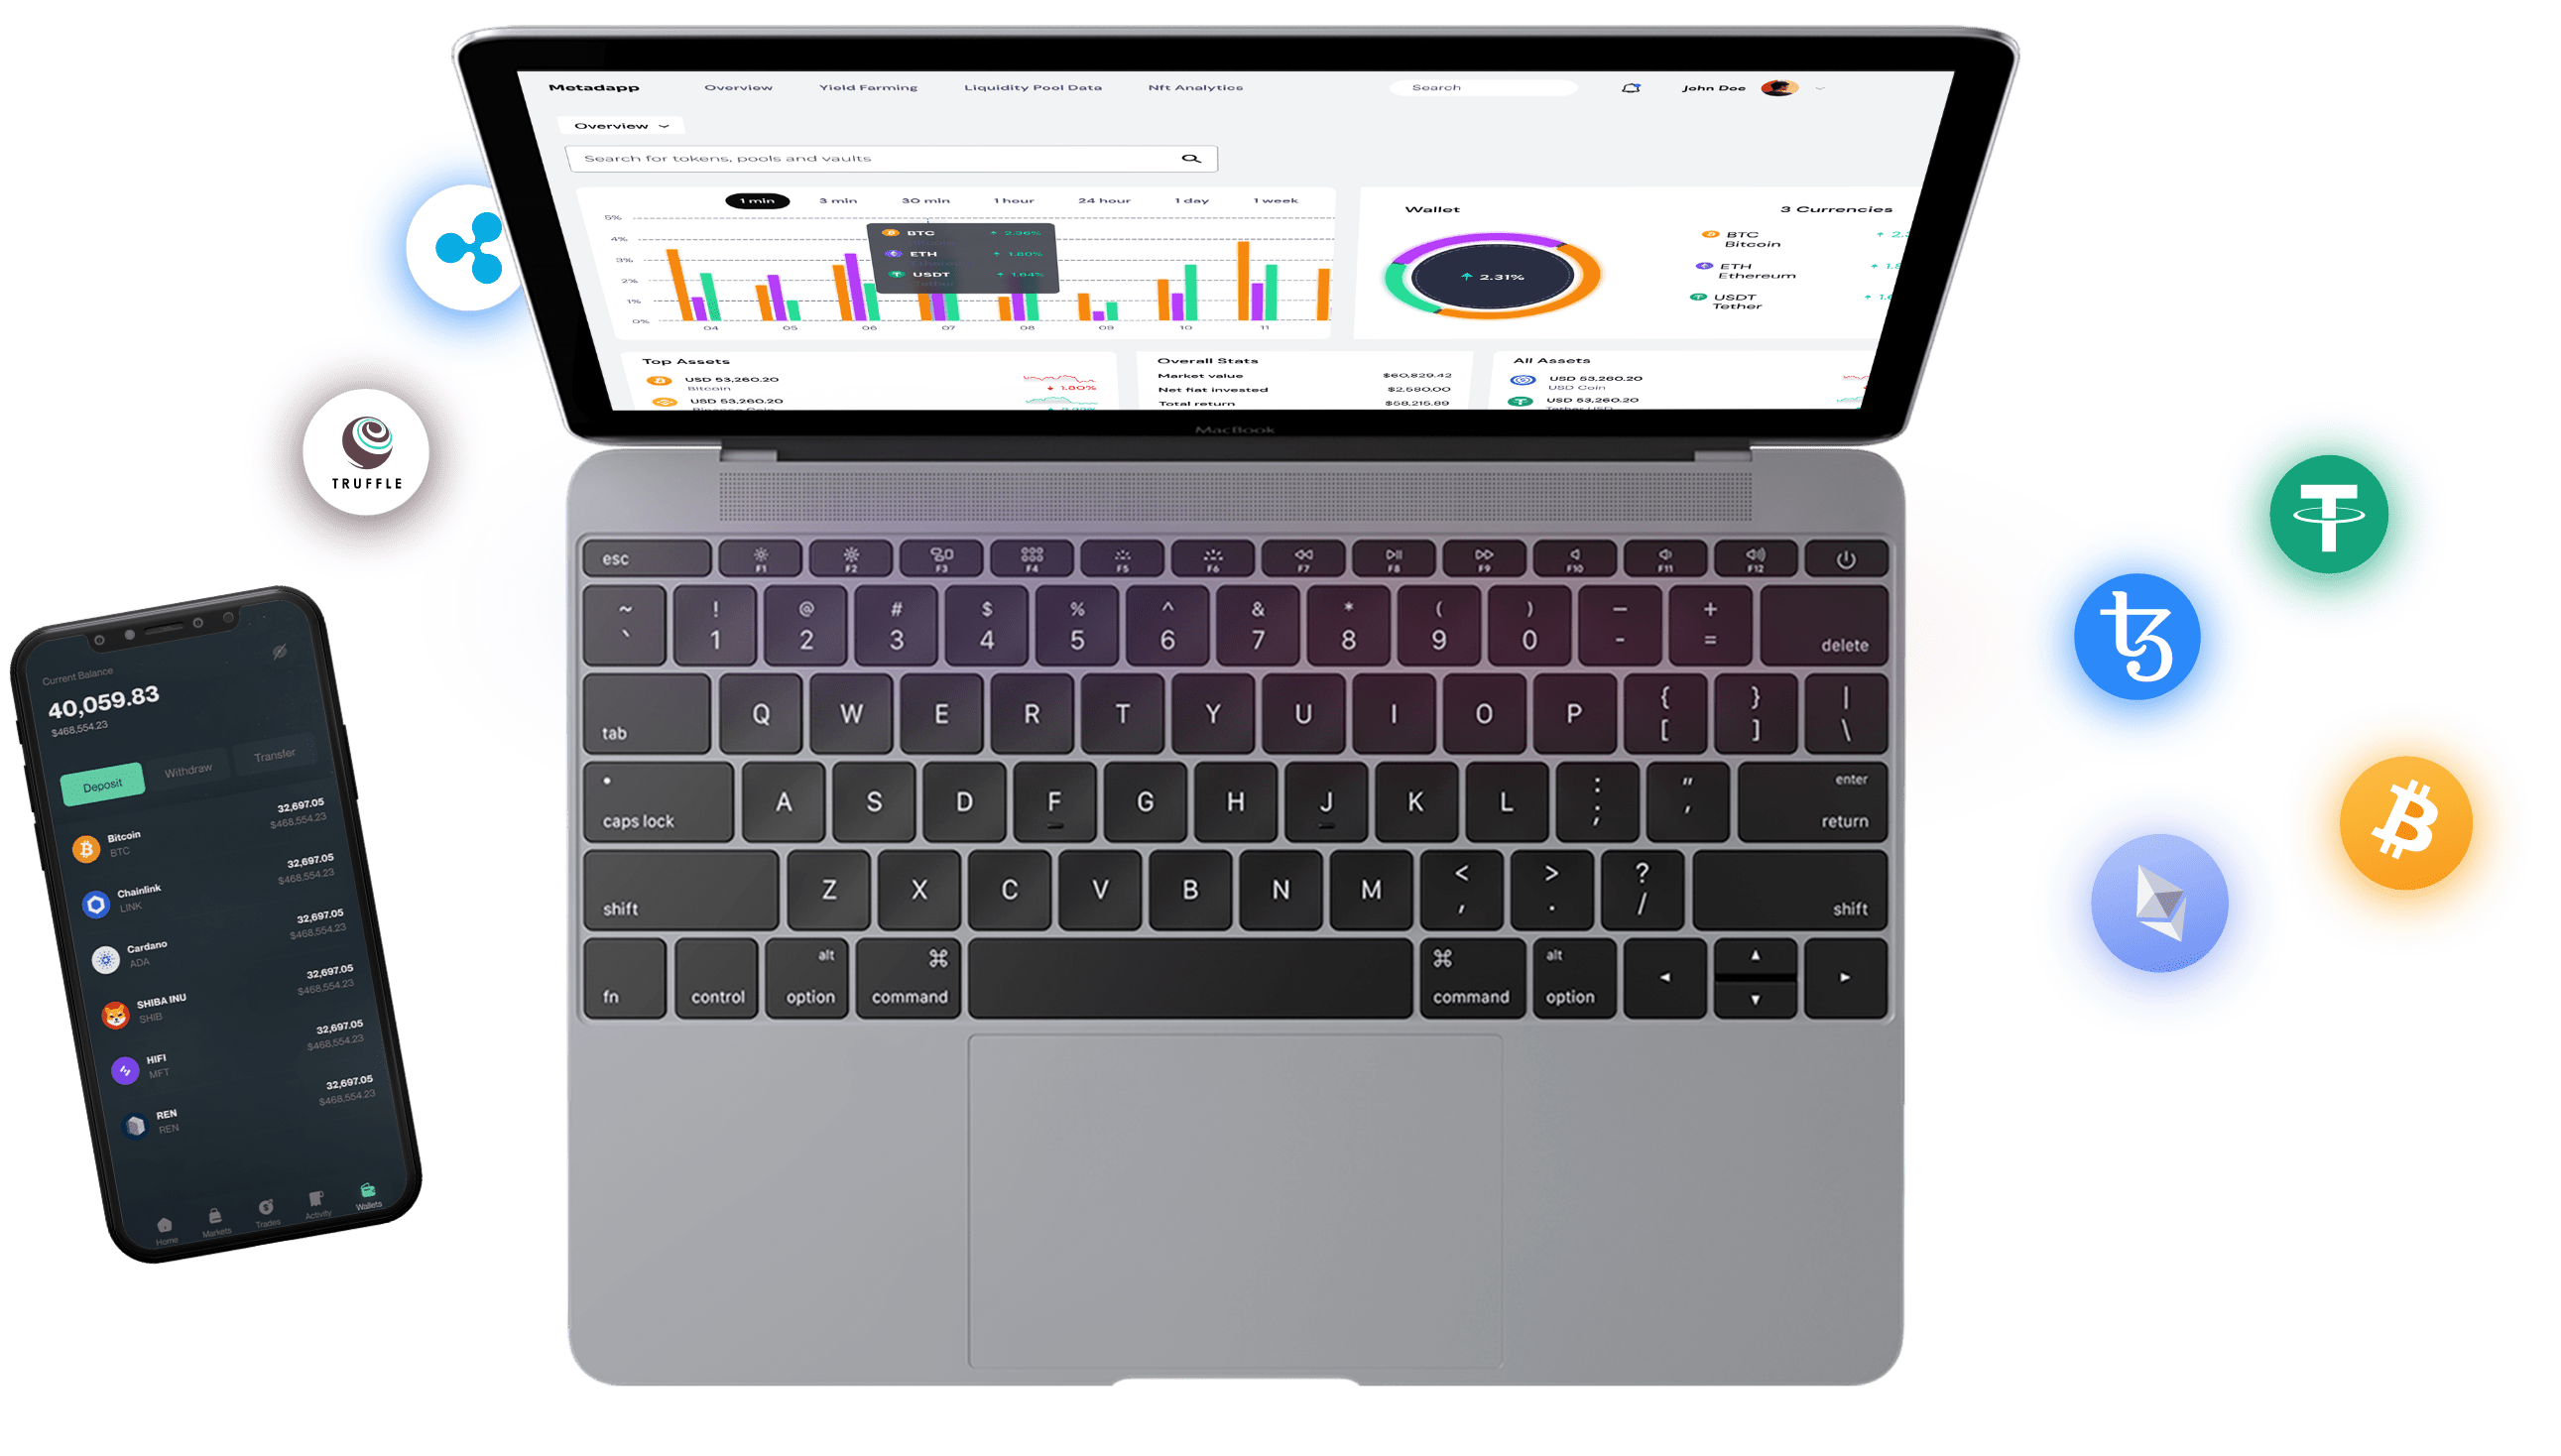 Metadapp Overview Yield Farming Liquidity Pool Data Nft Analytics Search John Doe
Overview
Search for tokens, pools and vaults
1 min 3 min 30 min 1 hour 24 hour 1 day 1 week
5%
4%
3%
2%
1%
0%
04 05 06 07 08 09 10 11
BTC 2.36%
ETH 1.80%
USDT 1.64%
Wallet 3 Currencies
2.31%
BTC
Bitcoin
ETH
Ethereum
USDT
Tether
Top Assets
USD 53,260.20
Bitcoin 1.80%
USD 53,260.20
Binance Coin
Overall Stats
Market value $60,829.42
Net fiat invested $2,580.00
Total return $58,215.89
All Assets
USD 53,260.20
USD Coin
USD 53,260.20
Tether USD
MacBook
TRUFFLE
esc F1 F2 F3 F4 F5 F6 F7 F8 F9 F10 F11 F12
~ ! @ # $ % ^ & * ( ) — +
` 1 2 3 4 5 6 7 8 9 0 - = delete
tab Q W E R T Y U I O P { [ } ] | \
caps lock A S D F G H J K L : ; " ' enter return
shift Z X C V B N M < , > . ? / shift
fn control alt option ⌘ command ⌘ command alt option
Current Balance
40,059.83
$468,554.23
Deposit Withdraw Transfer
Bitcoin 32,697.05
BTC $468,554.23
Chainlink 32,697.05
LINK $468,554.23
Cardano 32,697.05
ADA $468,554.23
SHIBA INU 32,697.05
SHIB $468,554.23
HIFI 32,697.05
MFT $468,554.23
REN 32,697.05
REN $468,554.23
Home Markets Trades Activity Wallets